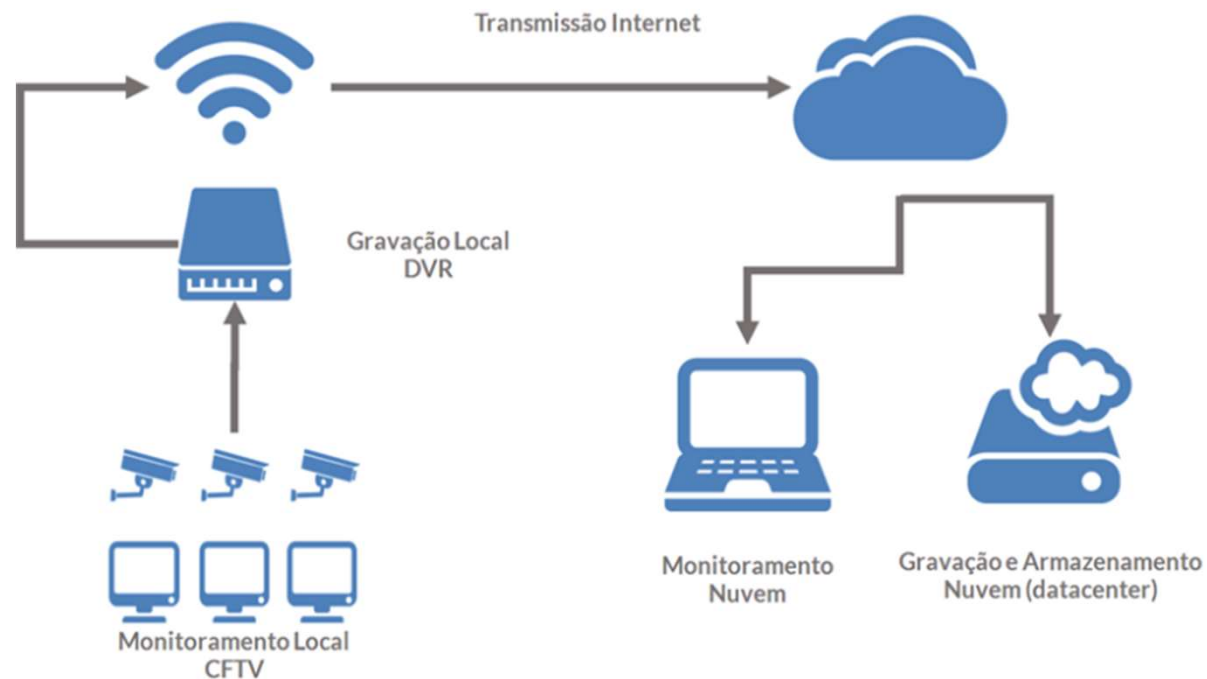 Transmissão Internet
Gravação Local
DVR
Monitoramento Local
CFTV
Monitoramento
Nuvem
Gravação e Armazenamento
Nuvem (datacenter)